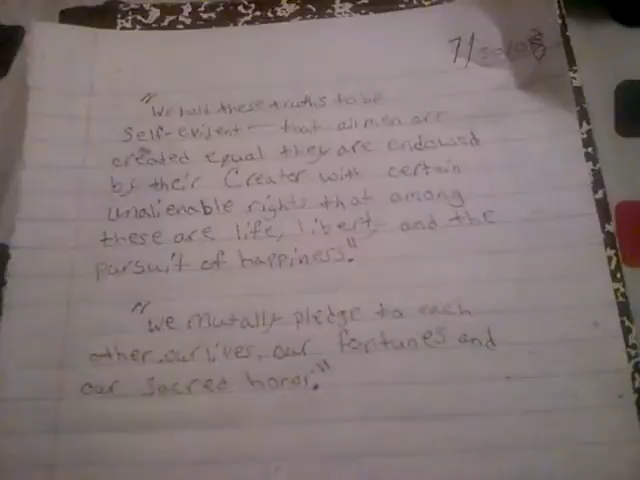 7/30/08
"We hold these truths to be
self-evident - that all men are
created equal they are endowed
by their Creator with certain
unalienable rights that among
these are life, liberty and the
pursuit of happiness."
"we mutally pledge to each
other, our lives, our fortunes and
our sacred honor."